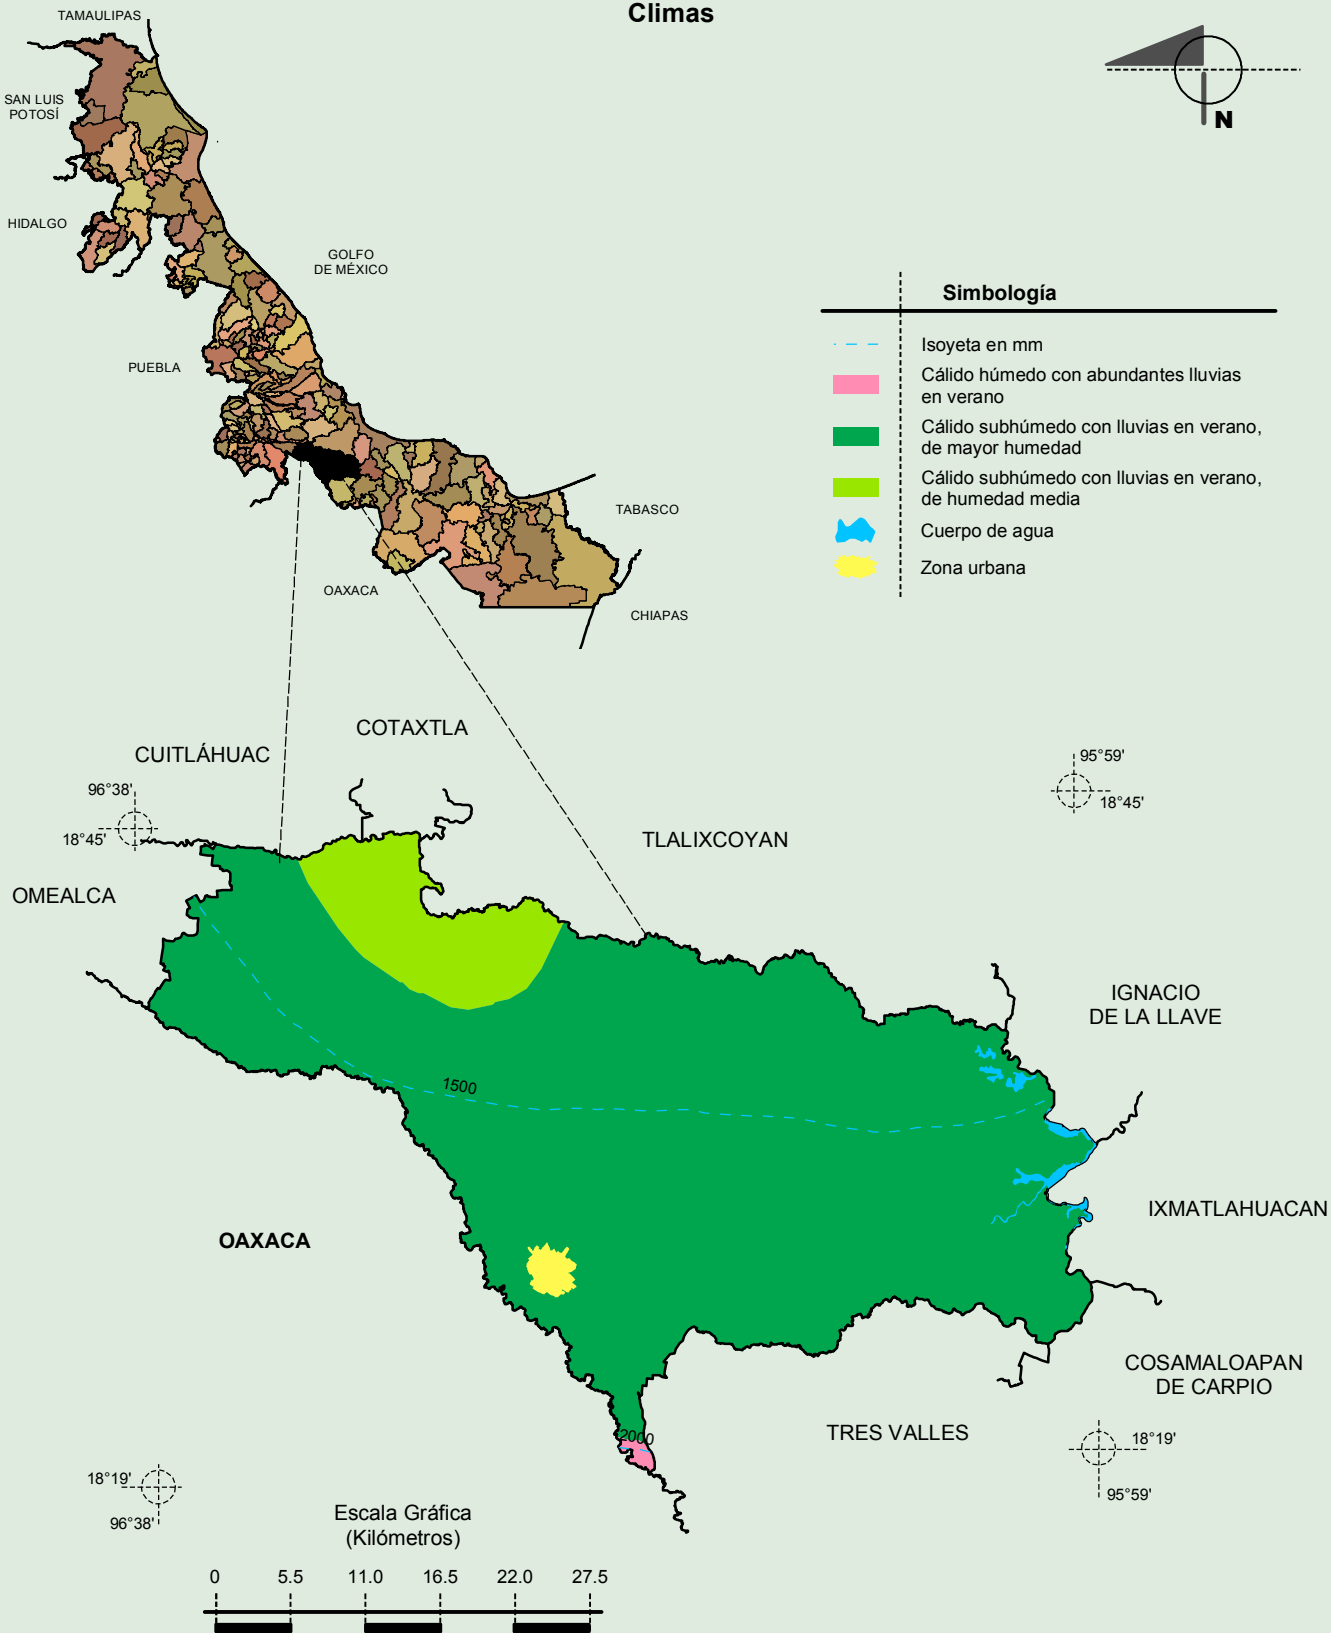 Climas
TAMAULIPAS
SAN LUIS
POTOSÍ
HIDALGO
GOLFO
DE MÉXICO
PUEBLA
TABASCO
OAXACA
CHIAPAS
N
Simbología
Isoyeta en mm
Cálido húmedo con abundantes lluvias
en verano
Cálido subhúmedo con lluvias en verano,
de mayor humedad
Cálido subhúmedo con lluvias en verano,
de humedad media
Cuerpo de agua
Zona urbana
COTAXTLA
CUITLÁHUAC
96°38'
18°45'
95°59'
18°45'
TLALIXCOYAN
OMEALCA
IGNACIO
DE LA LLAVE
1500
IXMATLAHUACAN
OAXACA
COSAMALOAPAN
DE CARPIO
TRES VALLES
2000
18°19'
95°59'
18°19'
96°38'
Escala Gráfica
(Kilómetros)
0 5.5 11.0 16.5 22.0 27.5